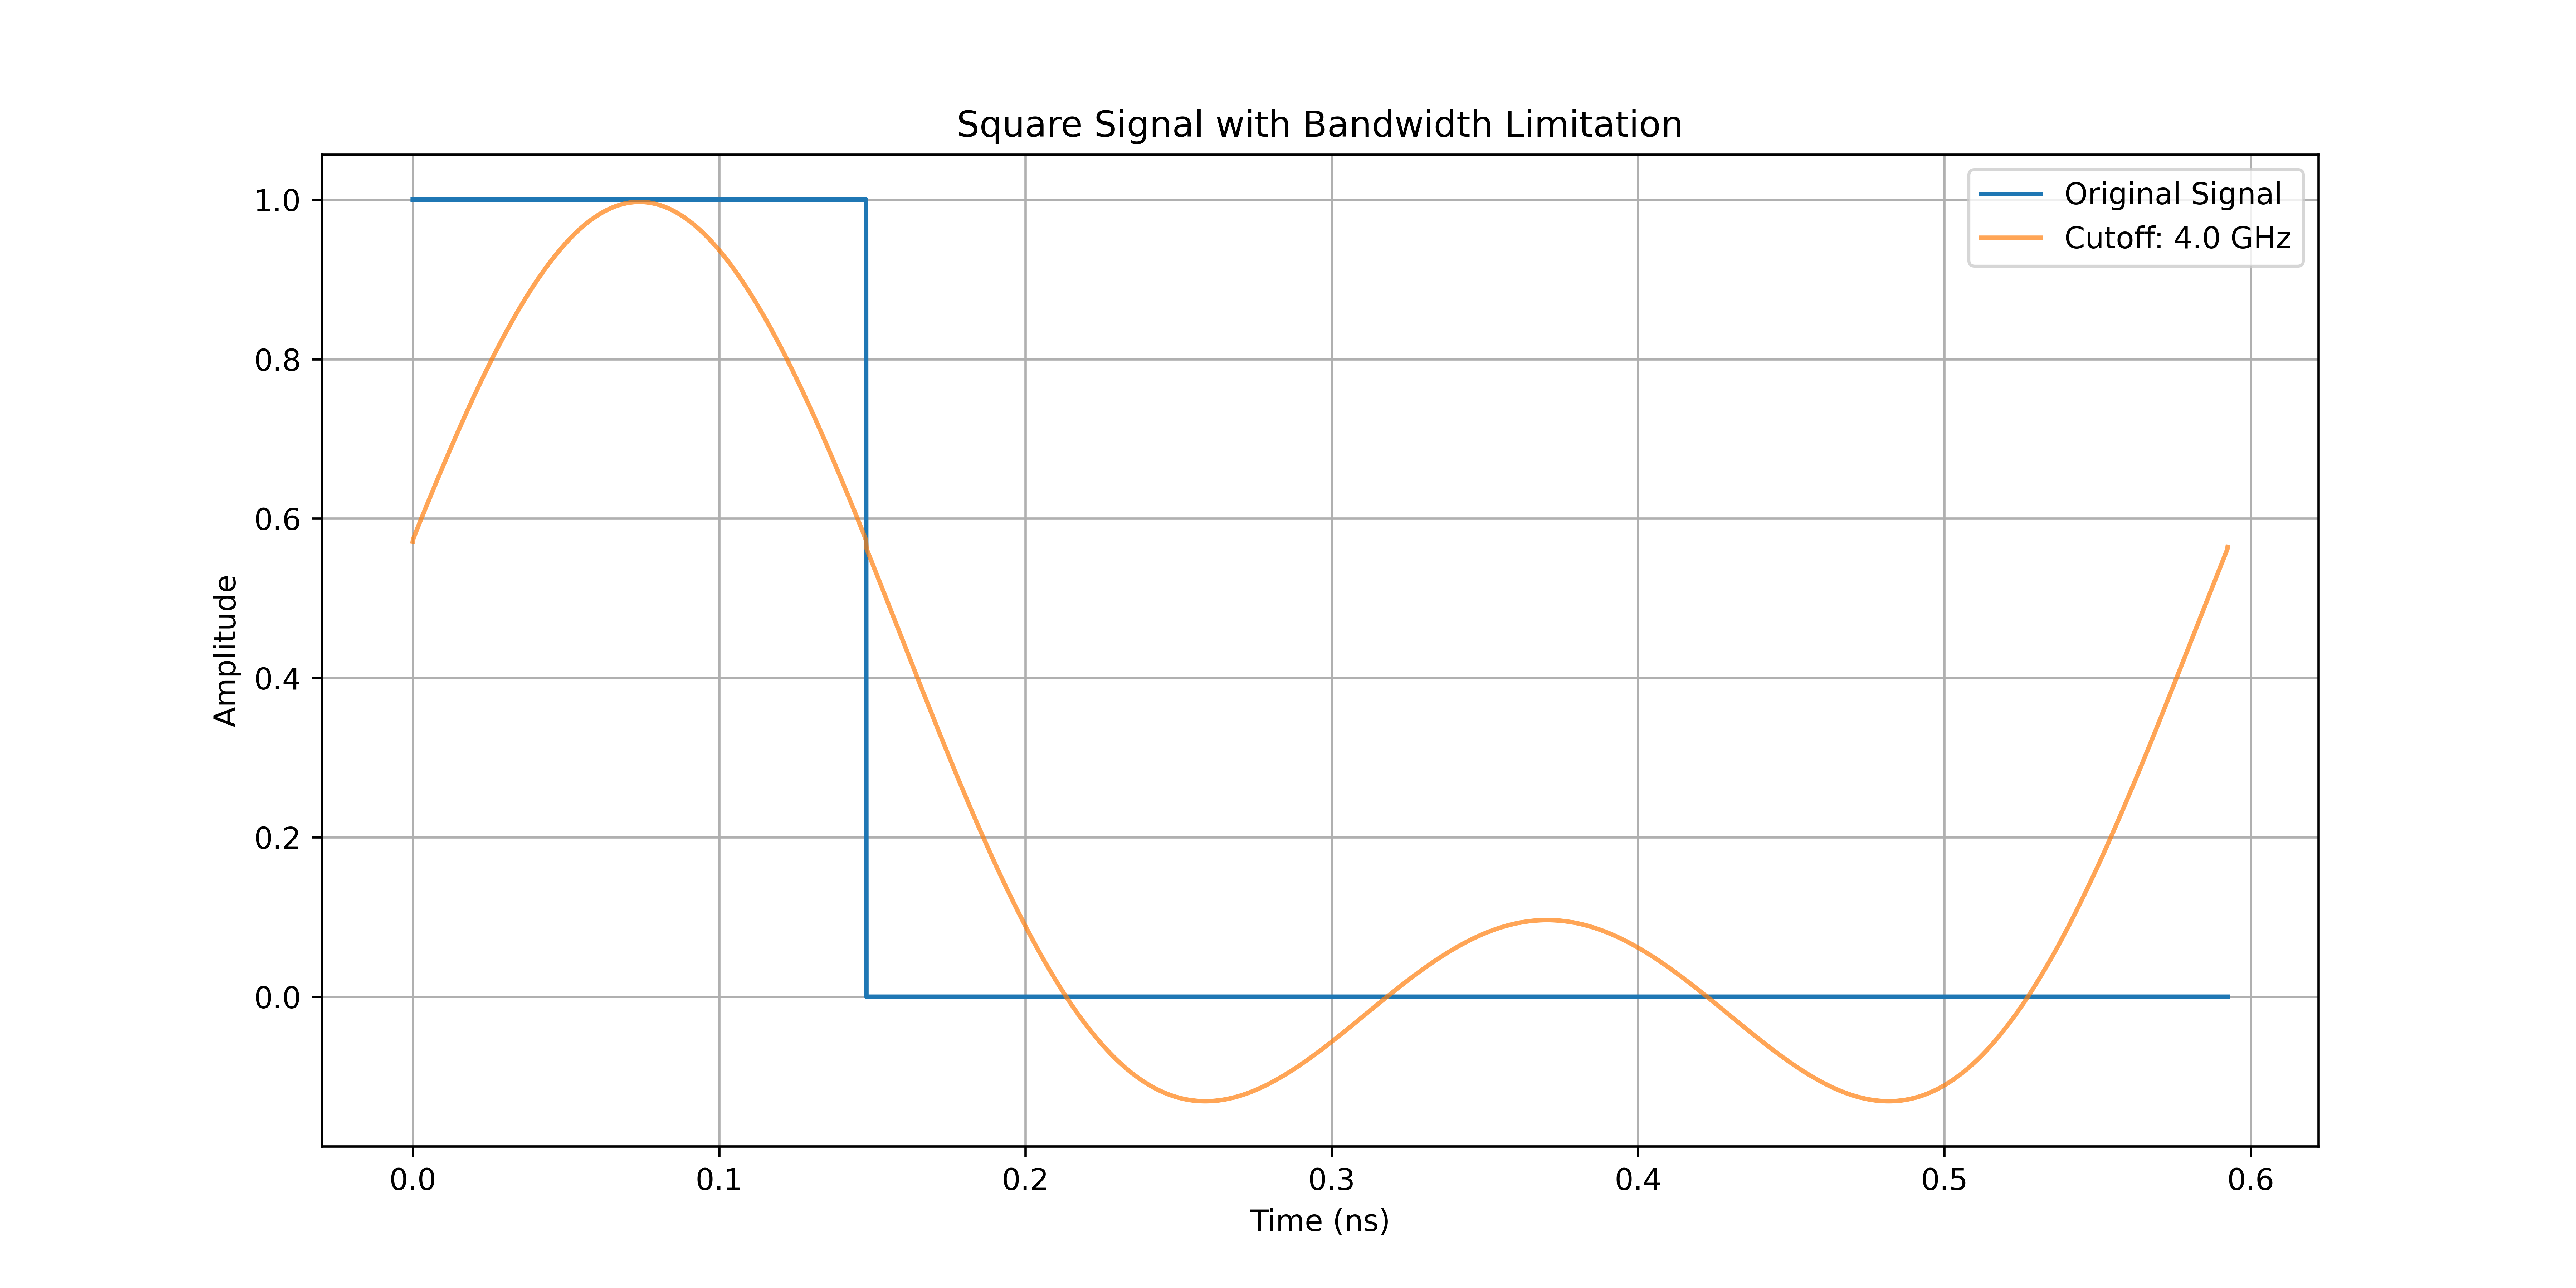 Square Signal with Bandwidth Limitation
Original Signal
Cutoff: 4.0 GHz
Amplitude
1.0
0.8
0.6
0.4
0.2
0.0
0.0 0.1 0.2 0.3 0.4 0.5 0.6
Time (ns)